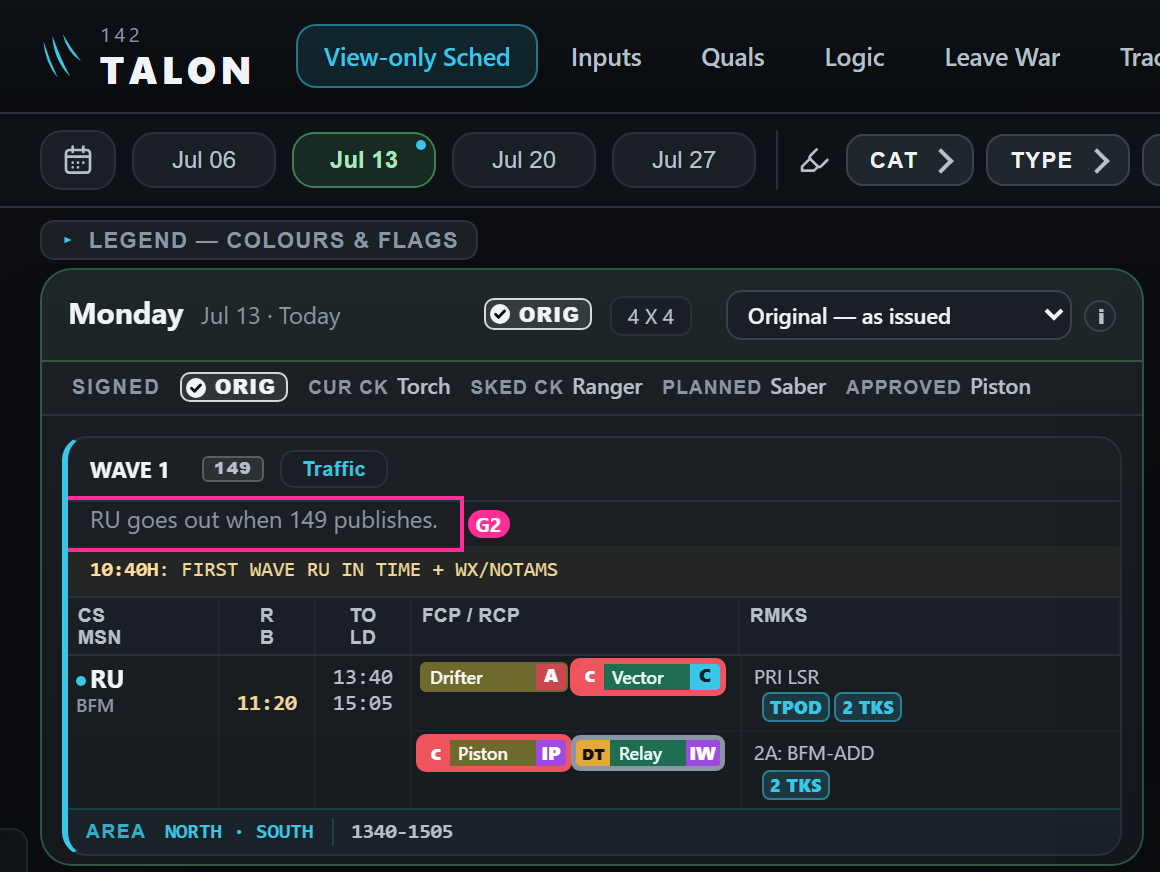 142
TALON
View-only Sched
Inputs
Quals
Logic
Leave War
Trac
Jul 06
Jul 13
Jul 20
Jul 27
CAT
TYPE
LEGEND — COLOURS & FLAGS
Monday Jul 13 · Today
ORIG
4 X 4
Original — as issued
i
SIGNED ORIG CUR CK Torch SKED CK Ranger PLANNED Saber APPROVED Piston
WAVE 1 149 Traffic
RU goes out when 149 publishes.
G2
10:40H: FIRST WAVE RU IN TIME + WX/NOTAMS
CS
MSN
R
B
TO
LD
FCP / RCP
RMKS
RU
BFM
11:20
13:40
15:05
Drifter A
C Vector C
PRI LSR
TPOD 2 TKS
C Piston IP
DT Relay IW
2A: BFM-ADD
2 TKS
AREA NORTH · SOUTH 1340-1505